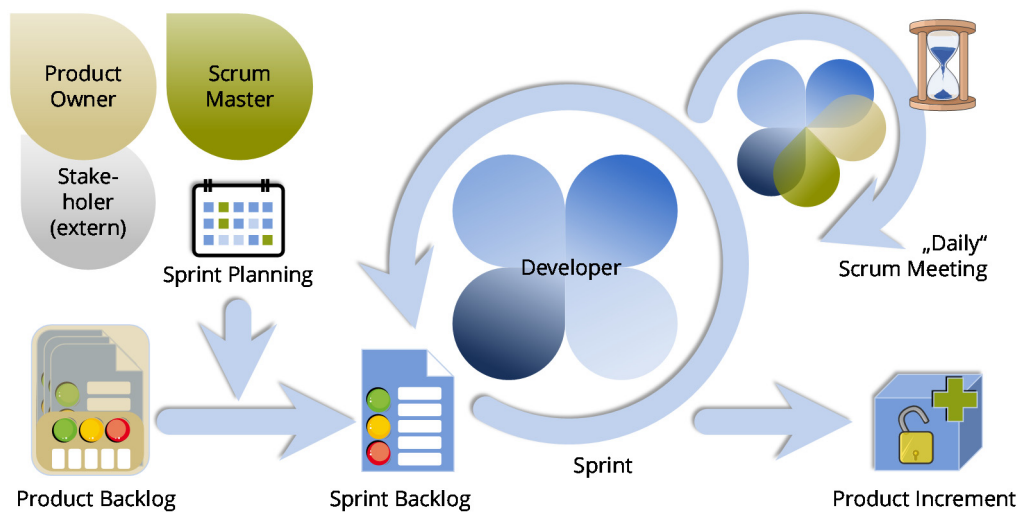 Product
Owner
Scrum
Master
Stake-
holer
(extern)
Sprint Planning
Developer
„Daily“
Scrum Meeting
Sprint
Product Backlog
Sprint Backlog
Product Increment